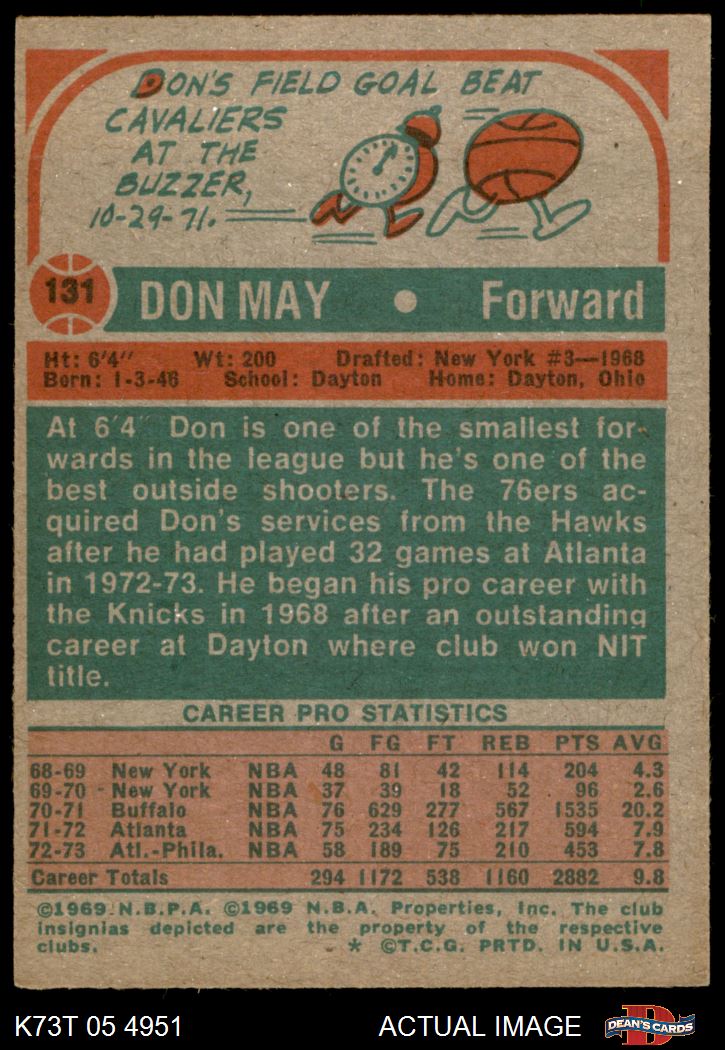 DON'S FIELD GOAL BEAT
CAVALIERS
AT THE
BUZZER,
10-29-71.
131
DON MAY • Forward
Ht: 6'4" Wt: 200 Drafted: New York #3—1968
Born: 1-3-46 School: Dayton Home: Dayton, Ohio
At 6'4" Don is one of the smallest for-
wards in the league but he's one of the
best outside shooters. The 76ers ac-
quired Don's services from the Hawks
after he had played 32 games at Atlanta
in 1972-73. He began his pro career with
the Knicks in 1968 after an outstanding
career at Dayton where club won NIT
title.
CAREER PRO STATISTICS
G FG FT REB PTS AVG
68-69 New York NBA 48 81 42 114 204 4.3
69-70 New York NBA 37 39 18 52 96 2.6
70-71 Buffalo NBA 76 629 277 567 1535 20.2
71-72 Atlanta NBA 75 234 126 217 594 7.9
72-73 Atl.-Phila. NBA 58 189 75 210 453 7.8
Career Totals 294 1172 538 1160 2882 9.8
©1969 N.B.P.A. ©1969 N.B.A. Properties, Inc. The club
insignias depicted are the property of the respective
clubs. * ©T.C.G. PRTD. IN U.S.A.
K73T 05 4951 ACTUAL IMAGE
DEAN'S CARDS